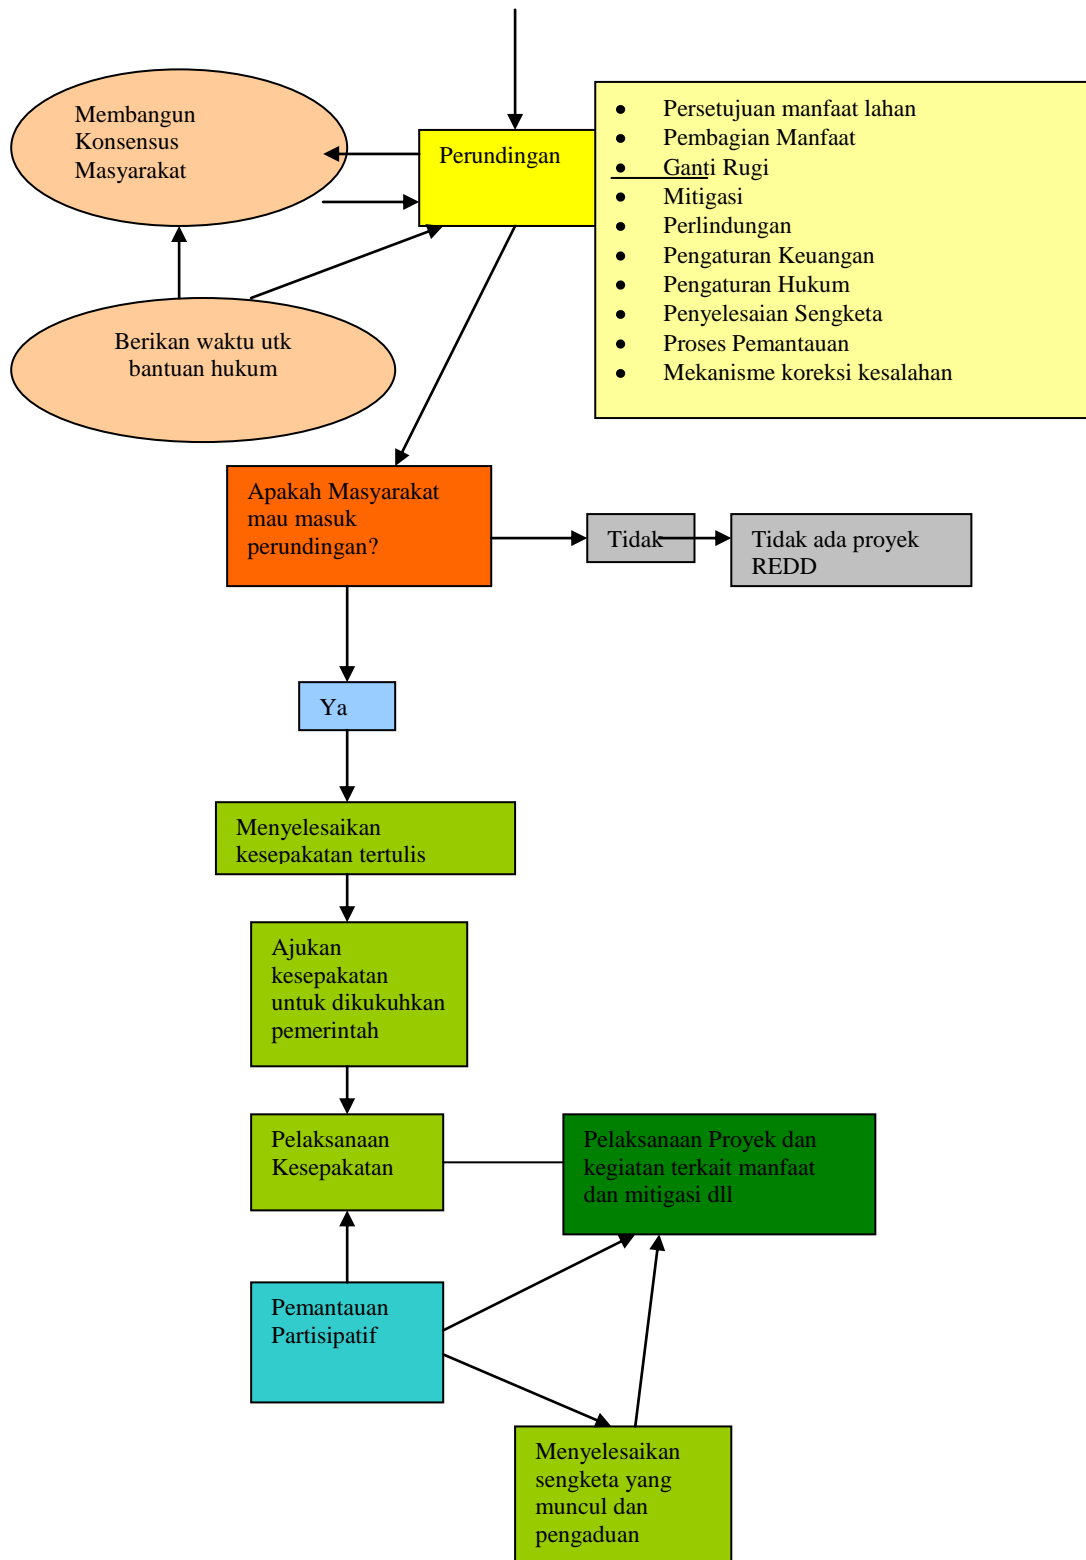 Membangun
Konsensus
Masyarakat
Perundingan
• Persetujuan manfaat lahan
• Pembagian Manfaat
• Ganti Rugi
• Mitigasi
• Perlindungan
• Pengaturan Keuangan
• Pengaturan Hukum
• Penyelesaian Sengketa
• Proses Pemantauan
• Mekanisme koreksi kesalahan
Berikan waktu utk
bantuan hukum
Apakah Masyarakat
mau masuk
perundingan?
Tidak
Tidak ada proyek
REDD
Ya
Menyelesaikan
kesepakatan tertulis
Ajukan
kesepakatan
untuk dikukuhkan
pemerintah
Pelaksanaan
Kesepakatan
Pelaksanaan Proyek dan
kegiatan terkait manfaat
dan mitigasi dll
Pemantauan
Partisipatif
Menyelesaikan
sengketa yang
muncul dan
pengaduan